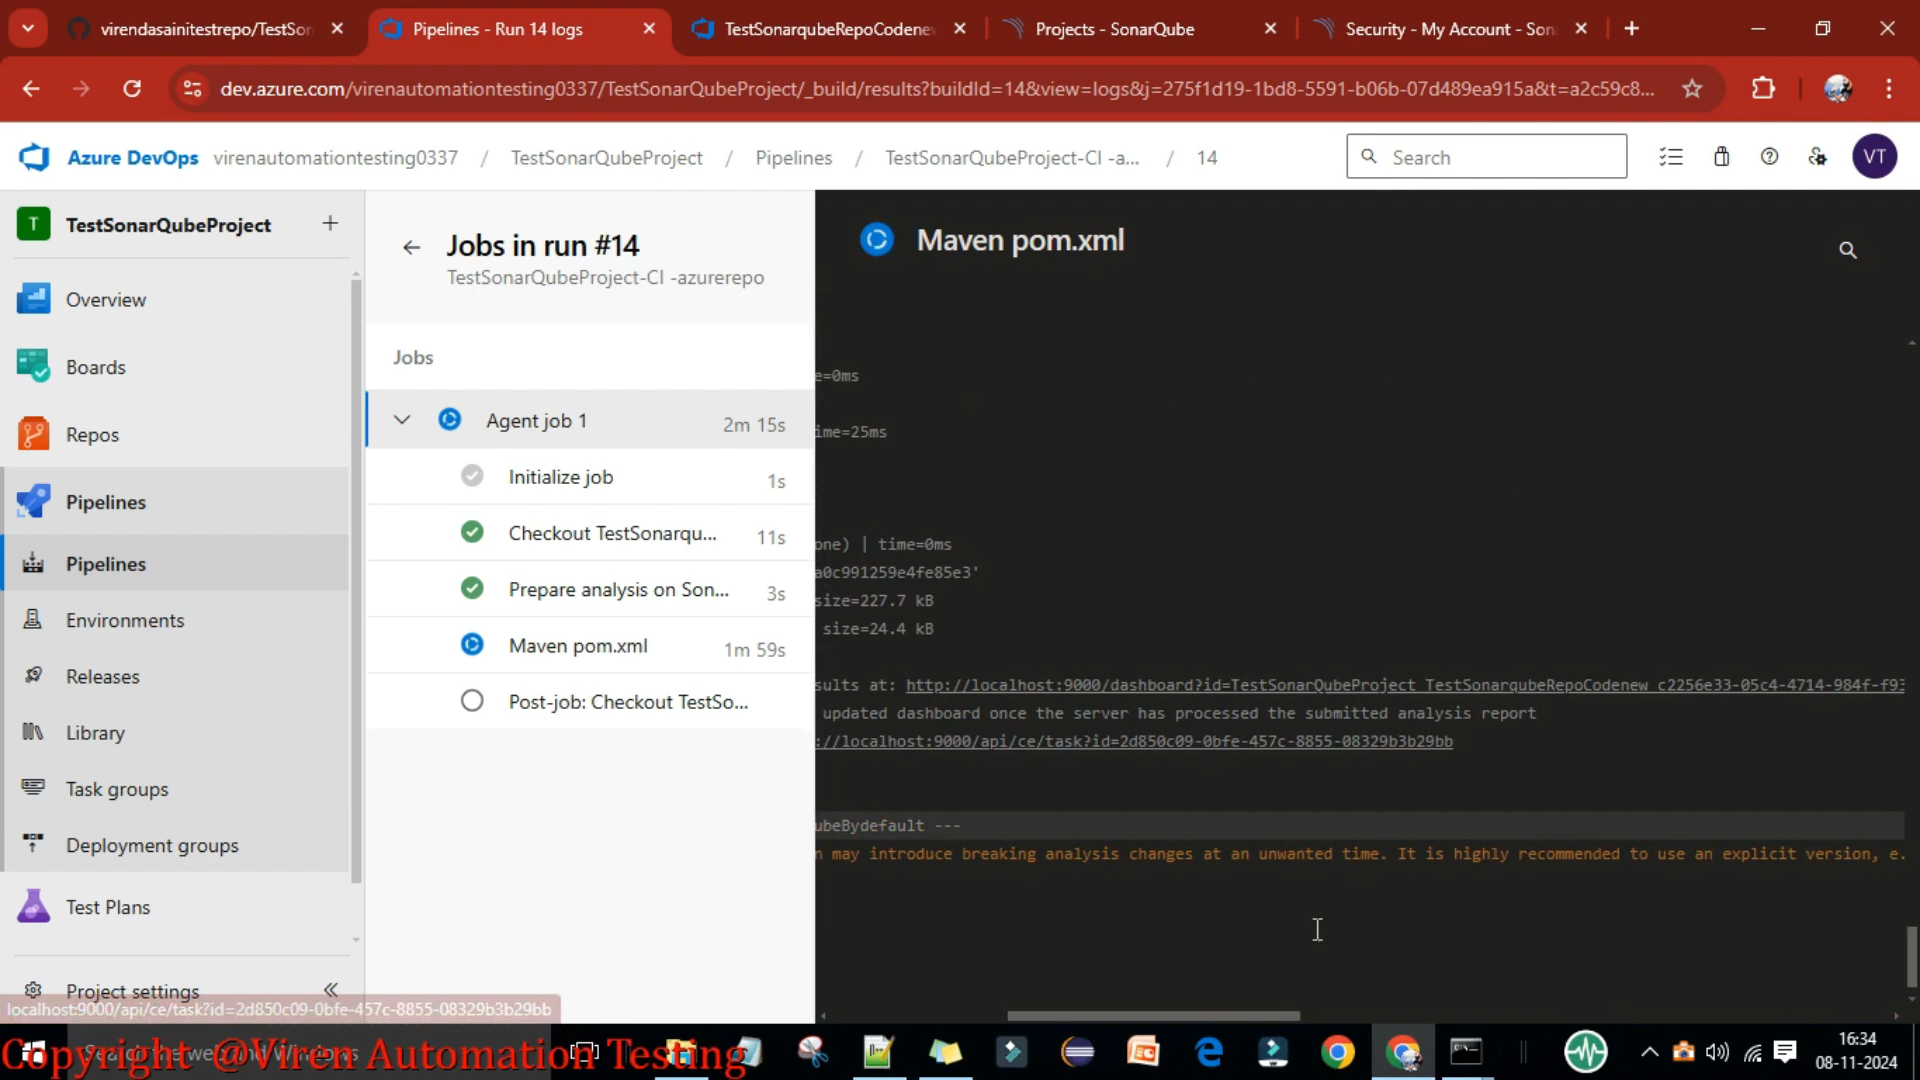 virendasainitestrepo/TestSon
Pipelines - Run 14 logs
TestSonarqubeRepoCodenew
Projects - SonarQube
Security - My Account - Son
dev.azure.com/virenautomationtesting0337/TestSonarQubeProject/_build/results?buildId=14&view=logs&j=275f1d19-1bd8-5591-b06b-07d489ea915a&t=a2c59c8...
Azure DevOps virenautomationtesting0337 / TestSonarQubeProject / Pipelines / TestSonarQubeProject-CI -a... / 14
Search
VT
T TestSonarQubeProject
Overview
Boards
Repos
Pipelines
Pipelines
Environments
Releases
Library
Task groups
Deployment groups
Test Plans
Project settings
localhost:9000/api/ce/task?id=2d850c09-0bfe-457c-8855-08329b3b29bb
Jobs in run #14
TestSonarQubeProject-CI -azurerepo
Jobs
Agent job 1 2m 15s
Initialize job 1s
Checkout TestSonarqu... 11s
Prepare analysis on Son... 3s
Maven pom.xml 1m 59s
Post-job: Checkout TestSo...
Maven pom.xml
e=0ms
ime=25ms
one) | time=0ms
a0c991259e4fe85e3'
size=227.7 kB
size=24.4 kB
sults at: http://localhost:9000/dashboard?id=TestSonarQubeProject_TestSonarqubeRepoCodenew_c2256e33-05c4-4714-984f-f93
updated dashboard once the server has processed the submitted analysis report
://localhost:9000/api/ce/task?id=2d850c09-0bfe-457c-8855-08329b3b29bb
ubeBydefault ---
n may introduce breaking analysis changes at an unwanted time. It is highly recommended to use an explicit version, e.
Search the web and Windows
Copyright @Viren Automation Testing
16:34
08-11-2024